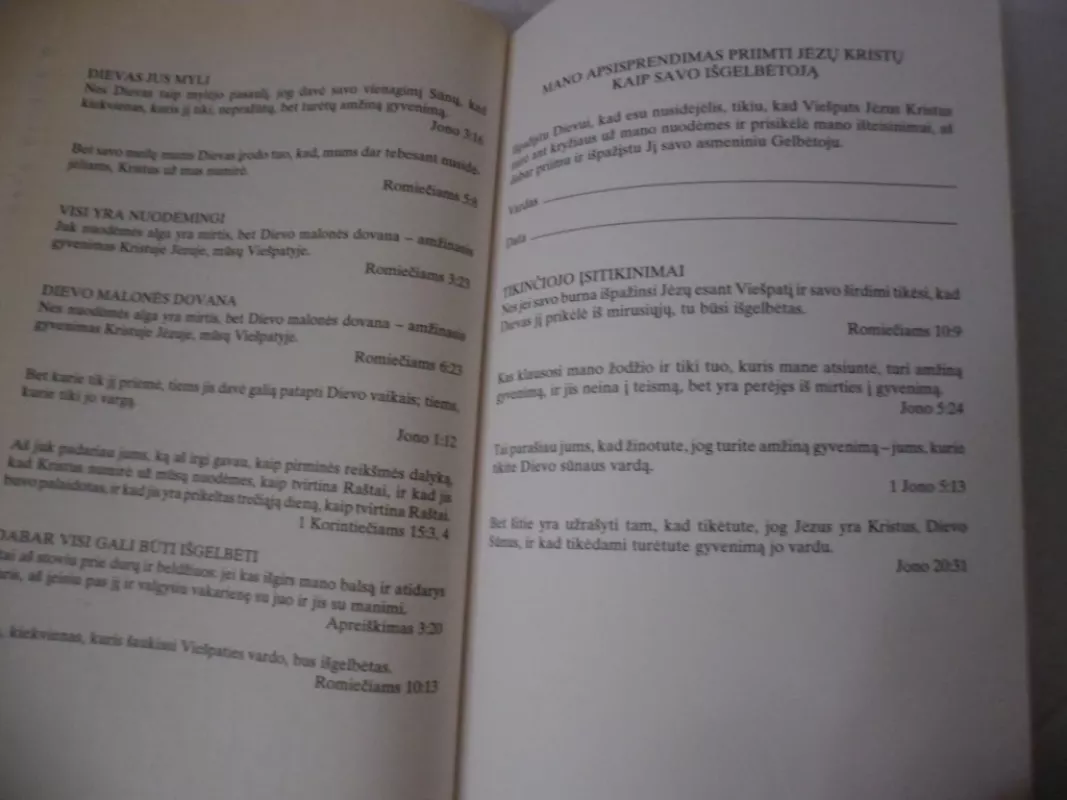 DIEVAS JUS MYLI
Nes Dievas taip mylėjo pasaulį, jog davė savo viengimį Sūnų, kad
kiekvienas, kuris jį tiki, nepražūtų, bet turėtų amžiną gyvenimą.
Jono 3:16
Bet savo meilę mums Dievas įrodo tuo, kad, mums dar tebesant nusidė-
jėliams, Kristus už mus numirė.
Romiečiams 5:8
VISI YRA NUODĖMINGI
Juk nuodėmės alga yra mirtis, bet Dievo malonės dovana – amžinasis
gyvenimas Kristuje Jėzuje, mūsų Viešpatyje.
Romiečiams 3:23
DIEVO MALONĖS DOVANA
Nes nuodėmės alga yra mirtis, bet Dievo malonės dovana – amžinasis
gyvenimas Kristuje Jėzuje, mūsų Viešpatyje.
Romiečiams 6:23
Bet kurie tik jį priėmė, tiems jis davė galią patapti Dievo vaikais; tiems,
kurie tiki jo vargą.
Jono 1:12
Aš juk padaviau jums, ką aš irgi gavau, kaip pirminės reikšmės dalyką,
kad Kristus numirė už mūsų nuodėmes, kaip tvirtina Raštai, ir kad jis
buvo palaidotas, ir kad jis yra prikeltas trečiąją dieną, kaip tvirtina Raštai.
1 Korintiečiams 15:3, 4
DABAR VISI GALI BŪTI IŠGELBĖTI
tai aš stoviu prie durų ir beldžiuos: jei kas išgirs mano balsą ir atidarys
aš įeisiu pas jį ir valgysiu vakarienę su juo ir jis su manimi.
Apreiškimas 3:20
kiekvienas, kuris šaukiasi Viešpaties vardo, bus išgelbėtas.
Romiečiams 10:13
MANO APSISPRENDIMAS PRIIMTI JĖZŲ KRISTŲ
KAIP SAVO IŠGELBĖTOJĄ
Išpažįstu Dievui, kad esu nusidėjėlis, tikiu, kad Viešpats Jėzus Kristus
mirė ant kryžiaus už mano nuodėmes ir prisikėlė mano išteisinimui, aš
dabar priimu ir išpažįstu Jį savo asmeniniu Gelbėtoju.
Vardas
Data
TIKINČIOJO ĮSITIKINIMAI
Nes jei savo burna išpažinsi Jėzų esant Viešpatį ir savo širdimi tikėsi, kad
Dievas jį prikėlė iš mirusiųjų, tu būsi išgelbėtas.
Romiečiams 10:9
Kas klausosi mano žodžio ir tiki tuo, kuris mane atsiuntė, turi amžiną
gyvenimą, ir jis neina į teismą, bet yra perėjęs iš mirties į gyvenimą.
Jono 5:24
Tai parašiau jums, kad žinotute, jog turite amžiną gyvenimą – jums, kurie
tikite Dievo sūnaus vardą.
1 Jono 5:13
Bet šitie yra užrašyti tam, kad tikėtute, jog Jėzus yra Kristus, Dievo
Sūnus, ir kad tikėdami turėtute gyvenimą jo vardu.
Jono 20:31